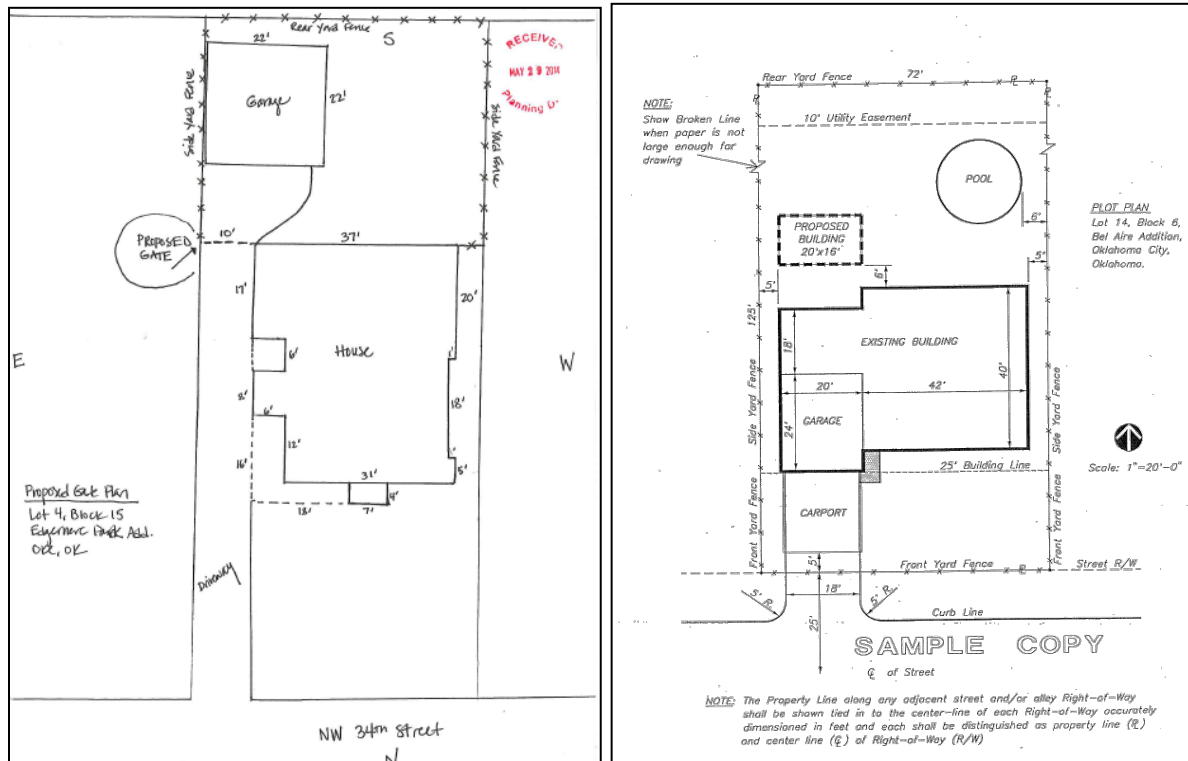 Rear Yard Fence
S
22'
RECEIVED
MAY 29 2014
Planning D
Garage
22'
Side Yard Fence
Side Yard Fence
10'
37'
PROPOSED
GATE
17'
20'
6'
House
1'
E
W
8'
6'
18'
12'
16'
5'
31'
4'
18'
7'
Proposed Gate Plan
Lot 4, Block 15
Edgemere Park Add.
OKC, OK
Driveway
NW 34th Street
N
Rear Yard Fence
72'
NOTE:
Show Broken Line
when paper is not
large enough for
drawing
10' Utility Easement
POOL
PROPOSED
BUILDING
20'x16'
6'
PLOT PLAN
Lot 14, Block 6,
Bel Aire Addition,
Oklahoma City,
Oklahoma.
5'
6'
5'
125'
EXISTING BUILDING
18'
40'
20'
42'
GARAGE
24'
Side Yard Fence
Side Yard Fence
25' Building Line
Scale: 1"=20'-0"
CARPORT
Front Yard Fence
Front Yard Fence
5'
Front Yard Fence
Street R/W
18'
5' R.
5' R.
25'
Curb Line
SAMPLE COPY
℄ of Street
NOTE: The Property Line along any adjacent street and/or alley Right-of-Way
shall be shown tied in to the center-line of each Right-of-Way accurately
dimensioned in feet and each shall be distinguished as property line (PL)
and center line (℄) of Right-of-Way (R/W)